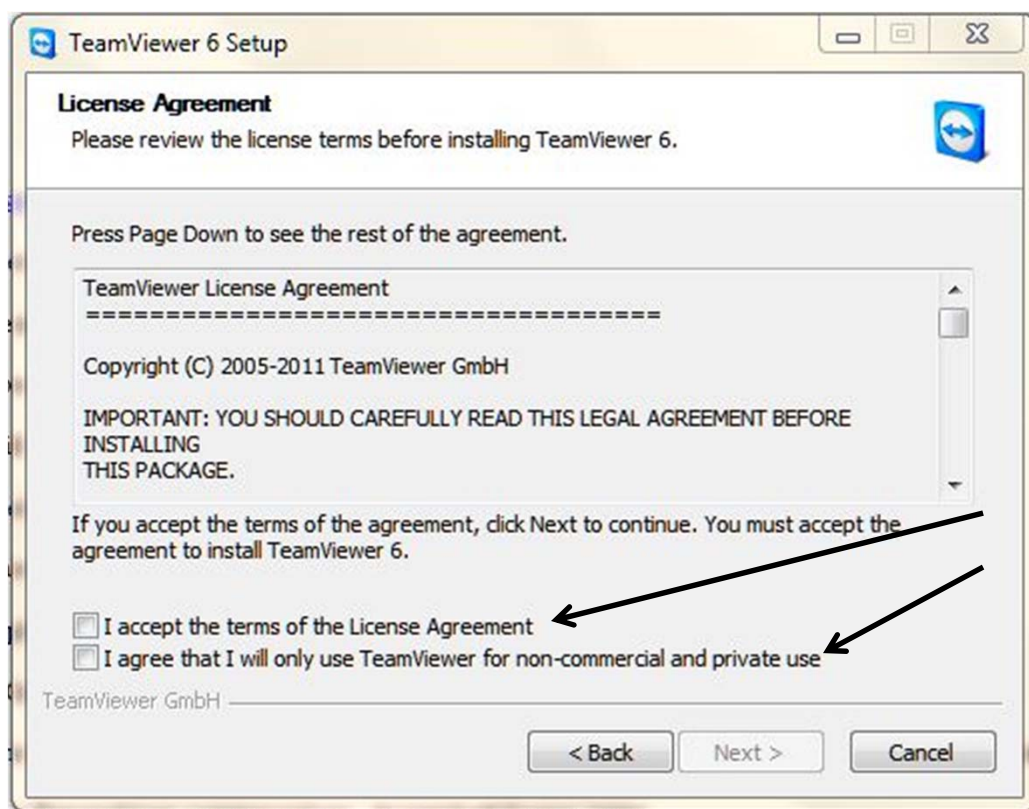 TeamViewer 6 Setup
License Agreement
Please review the license terms before installing TeamViewer 6.
Press Page Down to see the rest of the agreement.
TeamViewer License Agreement
====================================
Copyright (C) 2005-2011 TeamViewer GmbH
IMPORTANT: YOU SHOULD CAREFULLY READ THIS LEGAL AGREEMENT BEFORE
INSTALLING
THIS PACKAGE.
If you accept the terms of the agreement, click Next to continue. You must accept the
agreement to install TeamViewer 6.
I accept the terms of the License Agreement
I agree that I will only use TeamViewer for non-commercial and private use
TeamViewer GmbH
< Back Next > Cancel